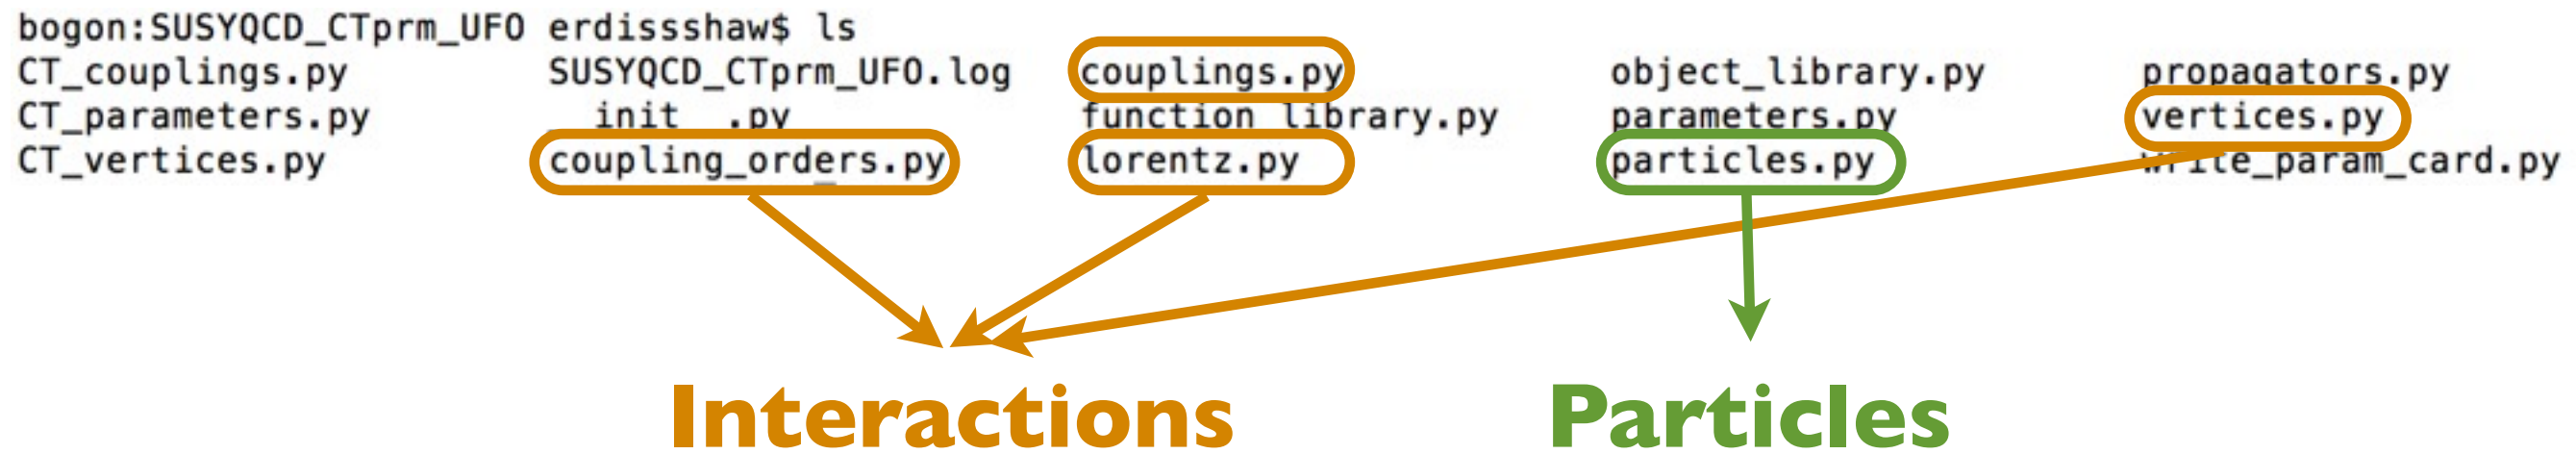 bogon:SUSYQCD_CTprm_UFO erdissshaw$ ls
CT_couplings.py SUSYQCD_CTprm_UFO.log couplings.py object_library.py propagators.py
CT_parameters.py __init__.py function_library.py parameters.py vertices.py
CT_vertices.py coupling_orders.py lorentz.py particles.py write_param_card.py
Interactions Particles